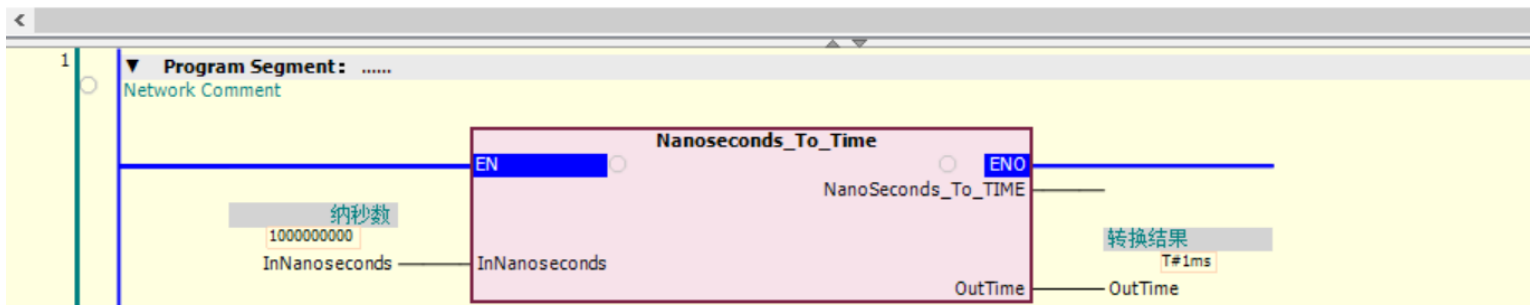 1
▼ Program Segment: ......
Network Comment
Nanoseconds_To_Time
EN
ENO
NanoSeconds_To_TIME
纳秒数
1000000000
转换结果
T#1ms
InNanoseconds
InNanoseconds
OutTime
OutTime